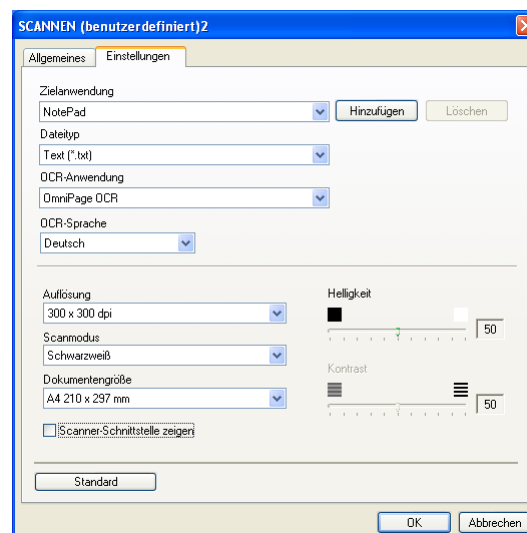 SCANNEN (benutzerdefiniert)2
Allgemeines Einstellungen
Zielanwendung
NotePad Hinzufügen Löschen
Dateityp
Text (*.txt)
OCR-Anwendung
OmniPage OCR
OCR-Sprache
Deutsch
Auflösung Helligkeit
300 x 300 dpi
50
Scanmodus
Schwarzweiß
Kontrast
Dokumentengröße
A4 210 x 297 mm
50
Scanner-Schnittstelle zeigen
Standard
OK Abbrechen